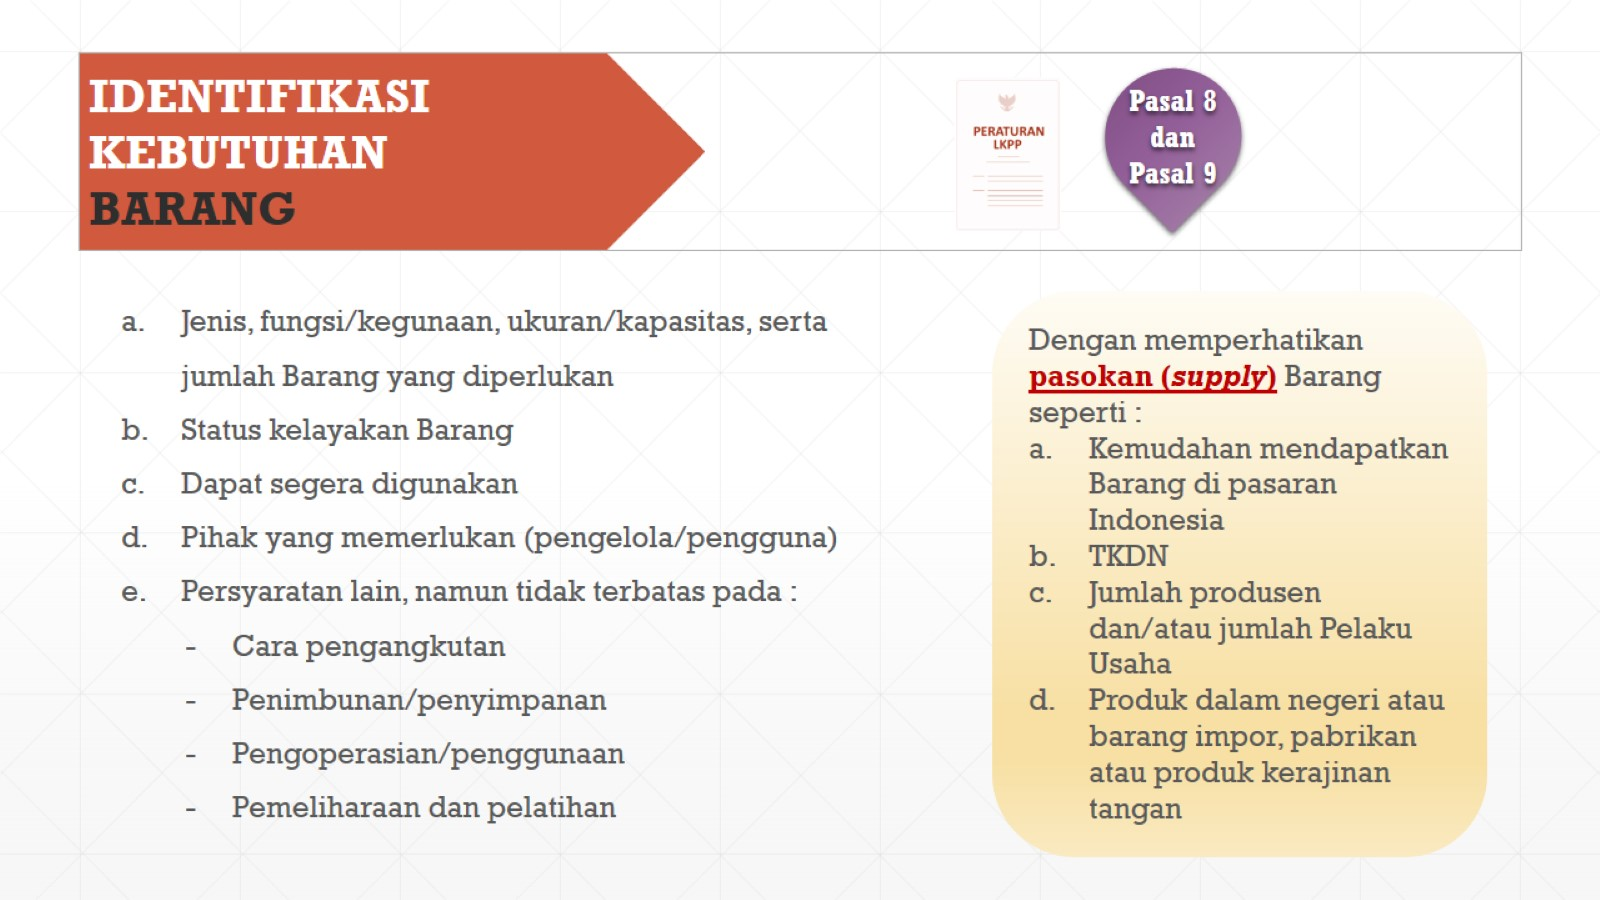 IDENTIFIKASI
KEBUTUHAN
BARANG
PERATURAN
LKPP
Pasal 8
dan
Pasal 9
a. Jenis, fungsi/kegunaan, ukuran/kapasitas, serta
jumlah Barang yang diperlukan
b. Status kelayakan Barang
c. Dapat segera digunakan
d. Pihak yang memerlukan (pengelola/pengguna)
e. Persyaratan lain, namun tidak terbatas pada :
- Cara pengangkutan
- Penimbunan/penyimpanan
- Pengoperasian/penggunaan
- Pemeliharaan dan pelatihan
Dengan memperhatikan
pasokan (supply) Barang
seperti :
a. Kemudahan mendapatkan
Barang di pasaran
Indonesia
b. TKDN
c. Jumlah produsen
dan/atau jumlah Pelaku
Usaha
d. Produk dalam negeri atau
barang impor, pabrikan
atau produk kerajinan
tangan